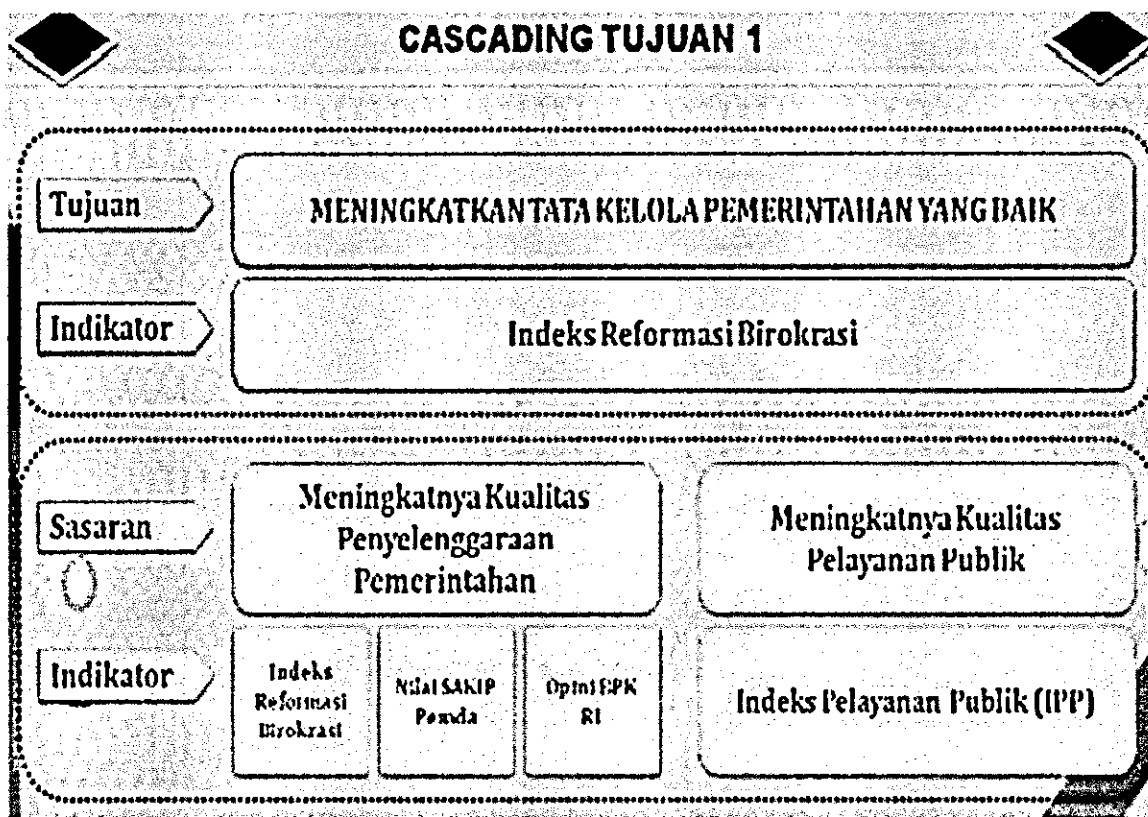 CASCADING TUJUAN 1
Tujuan
MENINGKATKAN TATA KELOLA PEMERINTAHAN YANG BAIK
Indikator
Indeks Reformasi Birokrasi
Sasaran
Meningkatnya Kualitas
Penyelenggaraan
Pemerintahan
Meningkatnya Kualitas
Pelayanan Publik
Indikator
Indeks
Reformasi
Birokrasi
Nilai SAKIP
Pemda
Opini BPK
RI
Indeks Pelayanan Publik (IPP)